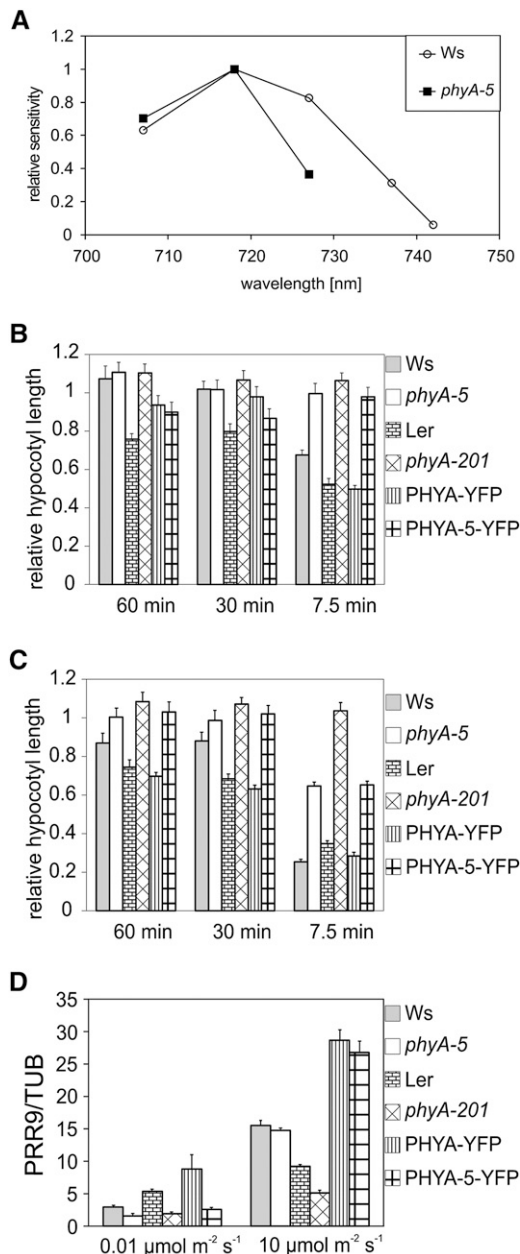 A
1.2
1
0.8
0.6
0.4
0.2
0
relative sensitivity
700 710 720 730 740 750
wavelength [nm]
Ws
phyA-5
B
1.2
1
0.8
0.6
0.4
0.2
0
relative hypocotyl length
60 min 30 min 7.5 min
Ws
phyA-5
Ler
phyA-201
PHYA-YFP
PHYA-5-YFP
C
1.2
1
0.8
0.6
0.4
0.2
0
relative hypocotyl length
60 min 30 min 7.5 min
Ws
phyA-5
Ler
phyA-201
PHYA-YFP
PHYA-5-YFP
D
35
30
25
20
15
10
5
0
PRR9/TUB
0.01 µmol m⁻² s⁻¹ 10 µmol m⁻² s⁻¹
Ws
phyA-5
Ler
phyA-201
PHYA-YFP
PHYA-5-YFP